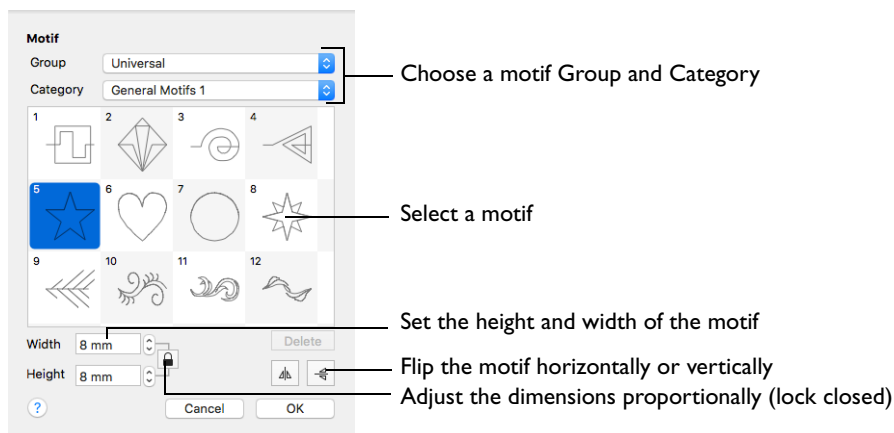 Motif
Group Universal
Choose a motif Group and Category
Category General Motifs 1
1 2 3 4
5 6 7 8
Select a motif
9 10 11 12
Set the height and width of the motif
Width 8 mm Delete
Flip the motif horizontally or vertically
Height 8 mm
Adjust the dimensions proportionally (lock closed)
? Cancel OK